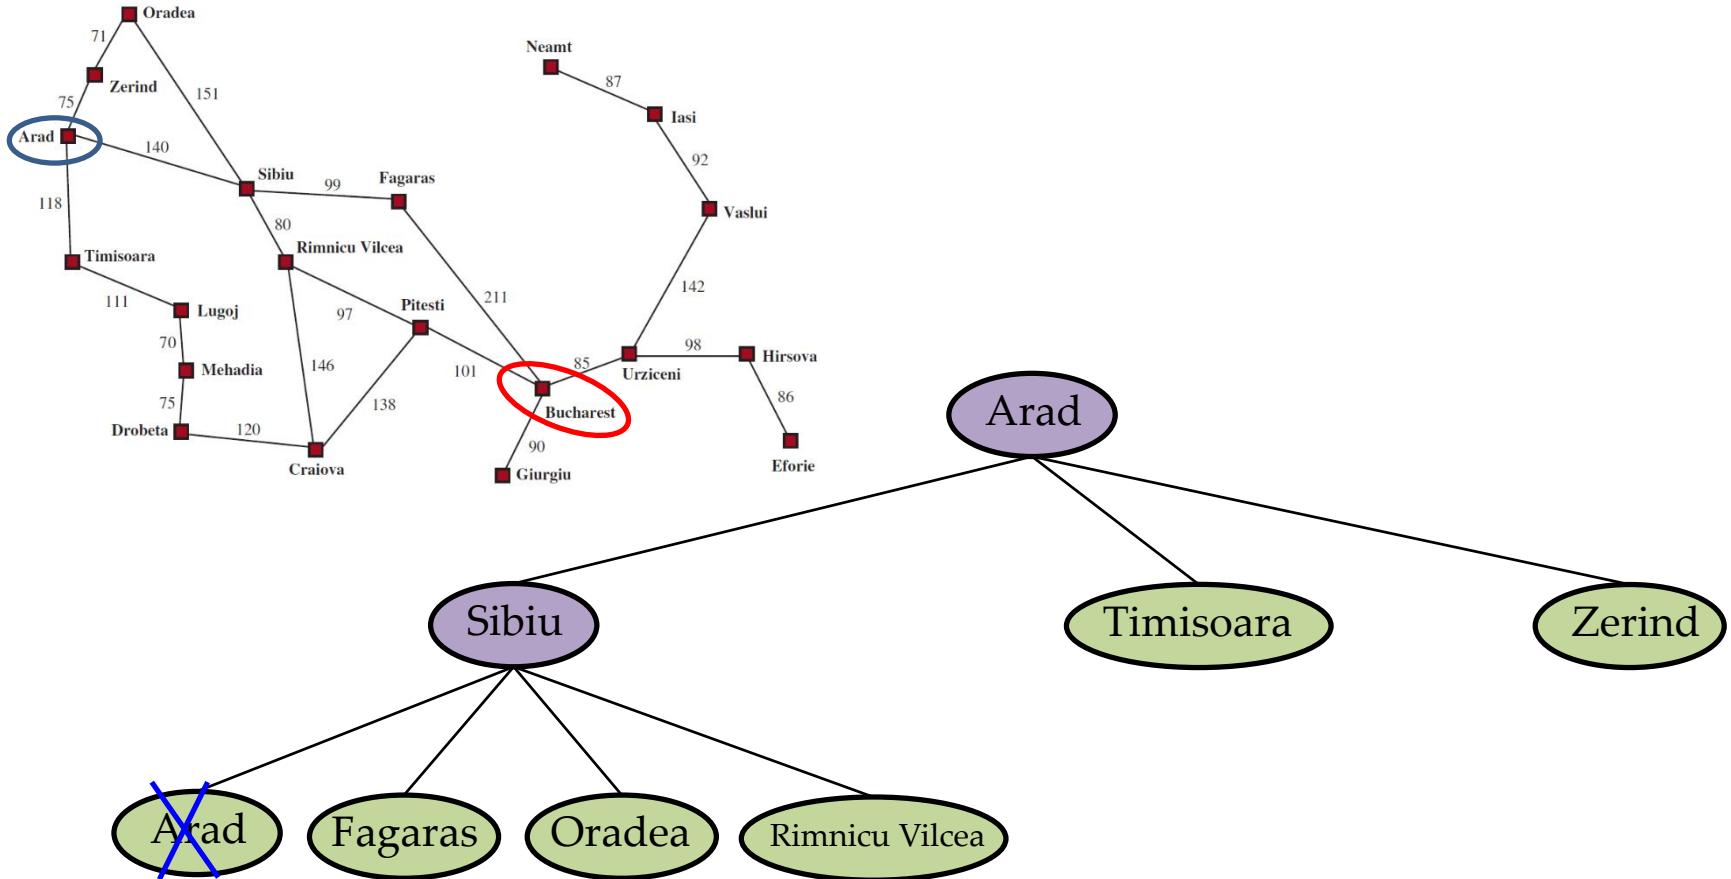 Oradea
71
Neamt
87
Zerind
151
75
Iasi
Arad
140
92
Sibiu
99
Fagaras
118
Vaslui
80
Rimnicu Vilcea
Timisoara
142
111
211
Pitesti
Lugoj
97
70
98
Hirsova
85
146
Mehadia
101
Urziceni
75
138
86
Bucharest
Drobeta
120
90
Craiova
Eforie
Giurgiu
Arad
Sibiu
Timisoara
Zerind
Arad
Fagaras
Oradea
Rimnicu Vilcea